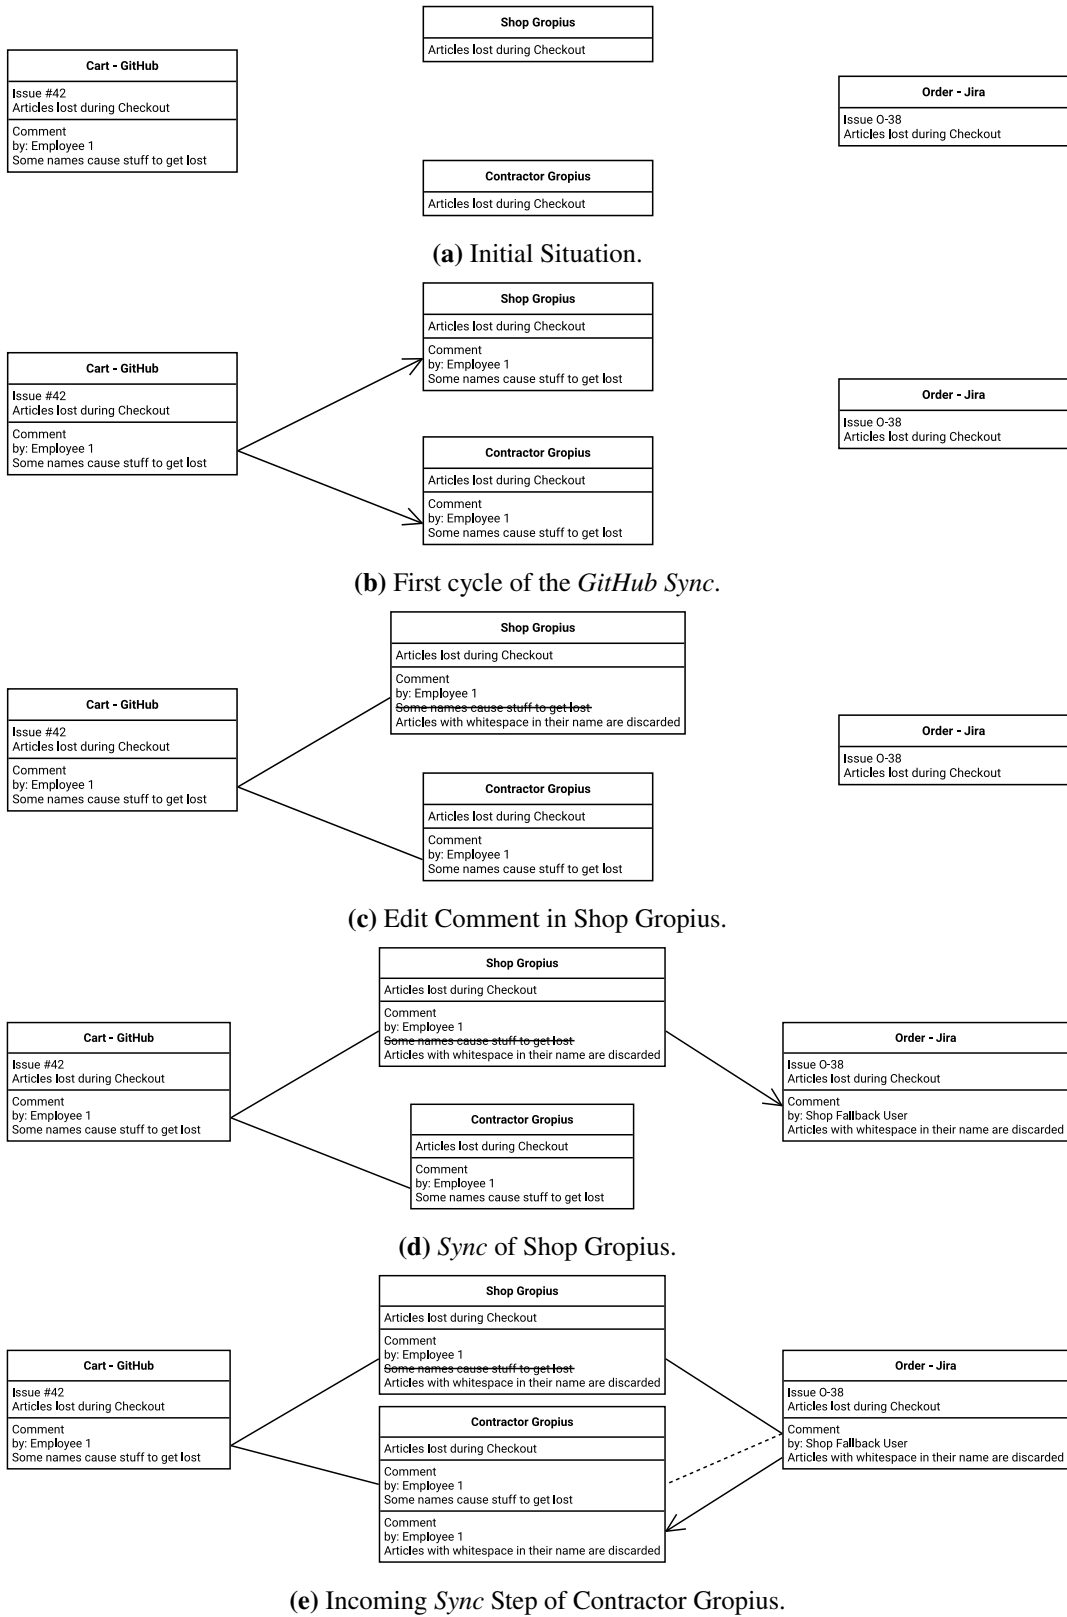 Shop Gropius
Articles lost during Checkout
Cart - GitHub
Issue #42
Articles lost during Checkout
Comment
by: Employee 1
Some names cause stuff to get lost
Order - Jira
Issue O-38
Articles lost during Checkout
Contractor Gropius
Articles lost during Checkout
(a) Initial Situation.
Shop Gropius
Articles lost during Checkout
Comment
by: Employee 1
Some names cause stuff to get lost
Cart - GitHub
Issue #42
Articles lost during Checkout
Comment
by: Employee 1
Some names cause stuff to get lost
Order - Jira
Issue O-38
Articles lost during Checkout
Contractor Gropius
Articles lost during Checkout
Comment
by: Employee 1
Some names cause stuff to get lost
(b) First cycle of the GitHub Sync.
Shop Gropius
Articles lost during Checkout
Comment
by: Employee 1
Some names cause stuff to get lost
Articles with whitespace in their name are discarded
Cart - GitHub
Issue #42
Articles lost during Checkout
Comment
by: Employee 1
Some names cause stuff to get lost
Order - Jira
Issue O-38
Articles lost during Checkout
Contractor Gropius
Articles lost during Checkout
Comment
by: Employee 1
Some names cause stuff to get lost
(c) Edit Comment in Shop Gropius.
Shop Gropius
Articles lost during Checkout
Comment
by: Employee 1
Some names cause stuff to get lost
Articles with whitespace in their name are discarded
Cart - GitHub
Issue #42
Articles lost during Checkout
Comment
by: Employee 1
Some names cause stuff to get lost
Order - Jira
Issue O-38
Articles lost during Checkout
Comment
by: Shop Fallback User
Articles with whitespace in their name are discarded
Contractor Gropius
Articles lost during Checkout
Comment
by: Employee 1
Some names cause stuff to get lost
(d) Sync of Shop Gropius.
Shop Gropius
Articles lost during Checkout
Comment
by: Employee 1
Some names cause stuff to get lost
Articles with whitespace in their name are discarded
Cart - GitHub
Issue #42
Articles lost during Checkout
Comment
by: Employee 1
Some names cause stuff to get lost
Order - Jira
Issue O-38
Articles lost during Checkout
Comment
by: Shop Fallback User
Articles with whitespace in their name are discarded
Contractor Gropius
Articles lost during Checkout
Comment
by: Employee 1
Some names cause stuff to get lost
Comment
by: Employee 1
Articles with whitespace in their name are discarded
(e) Incoming Sync Step of Contractor Gropius.